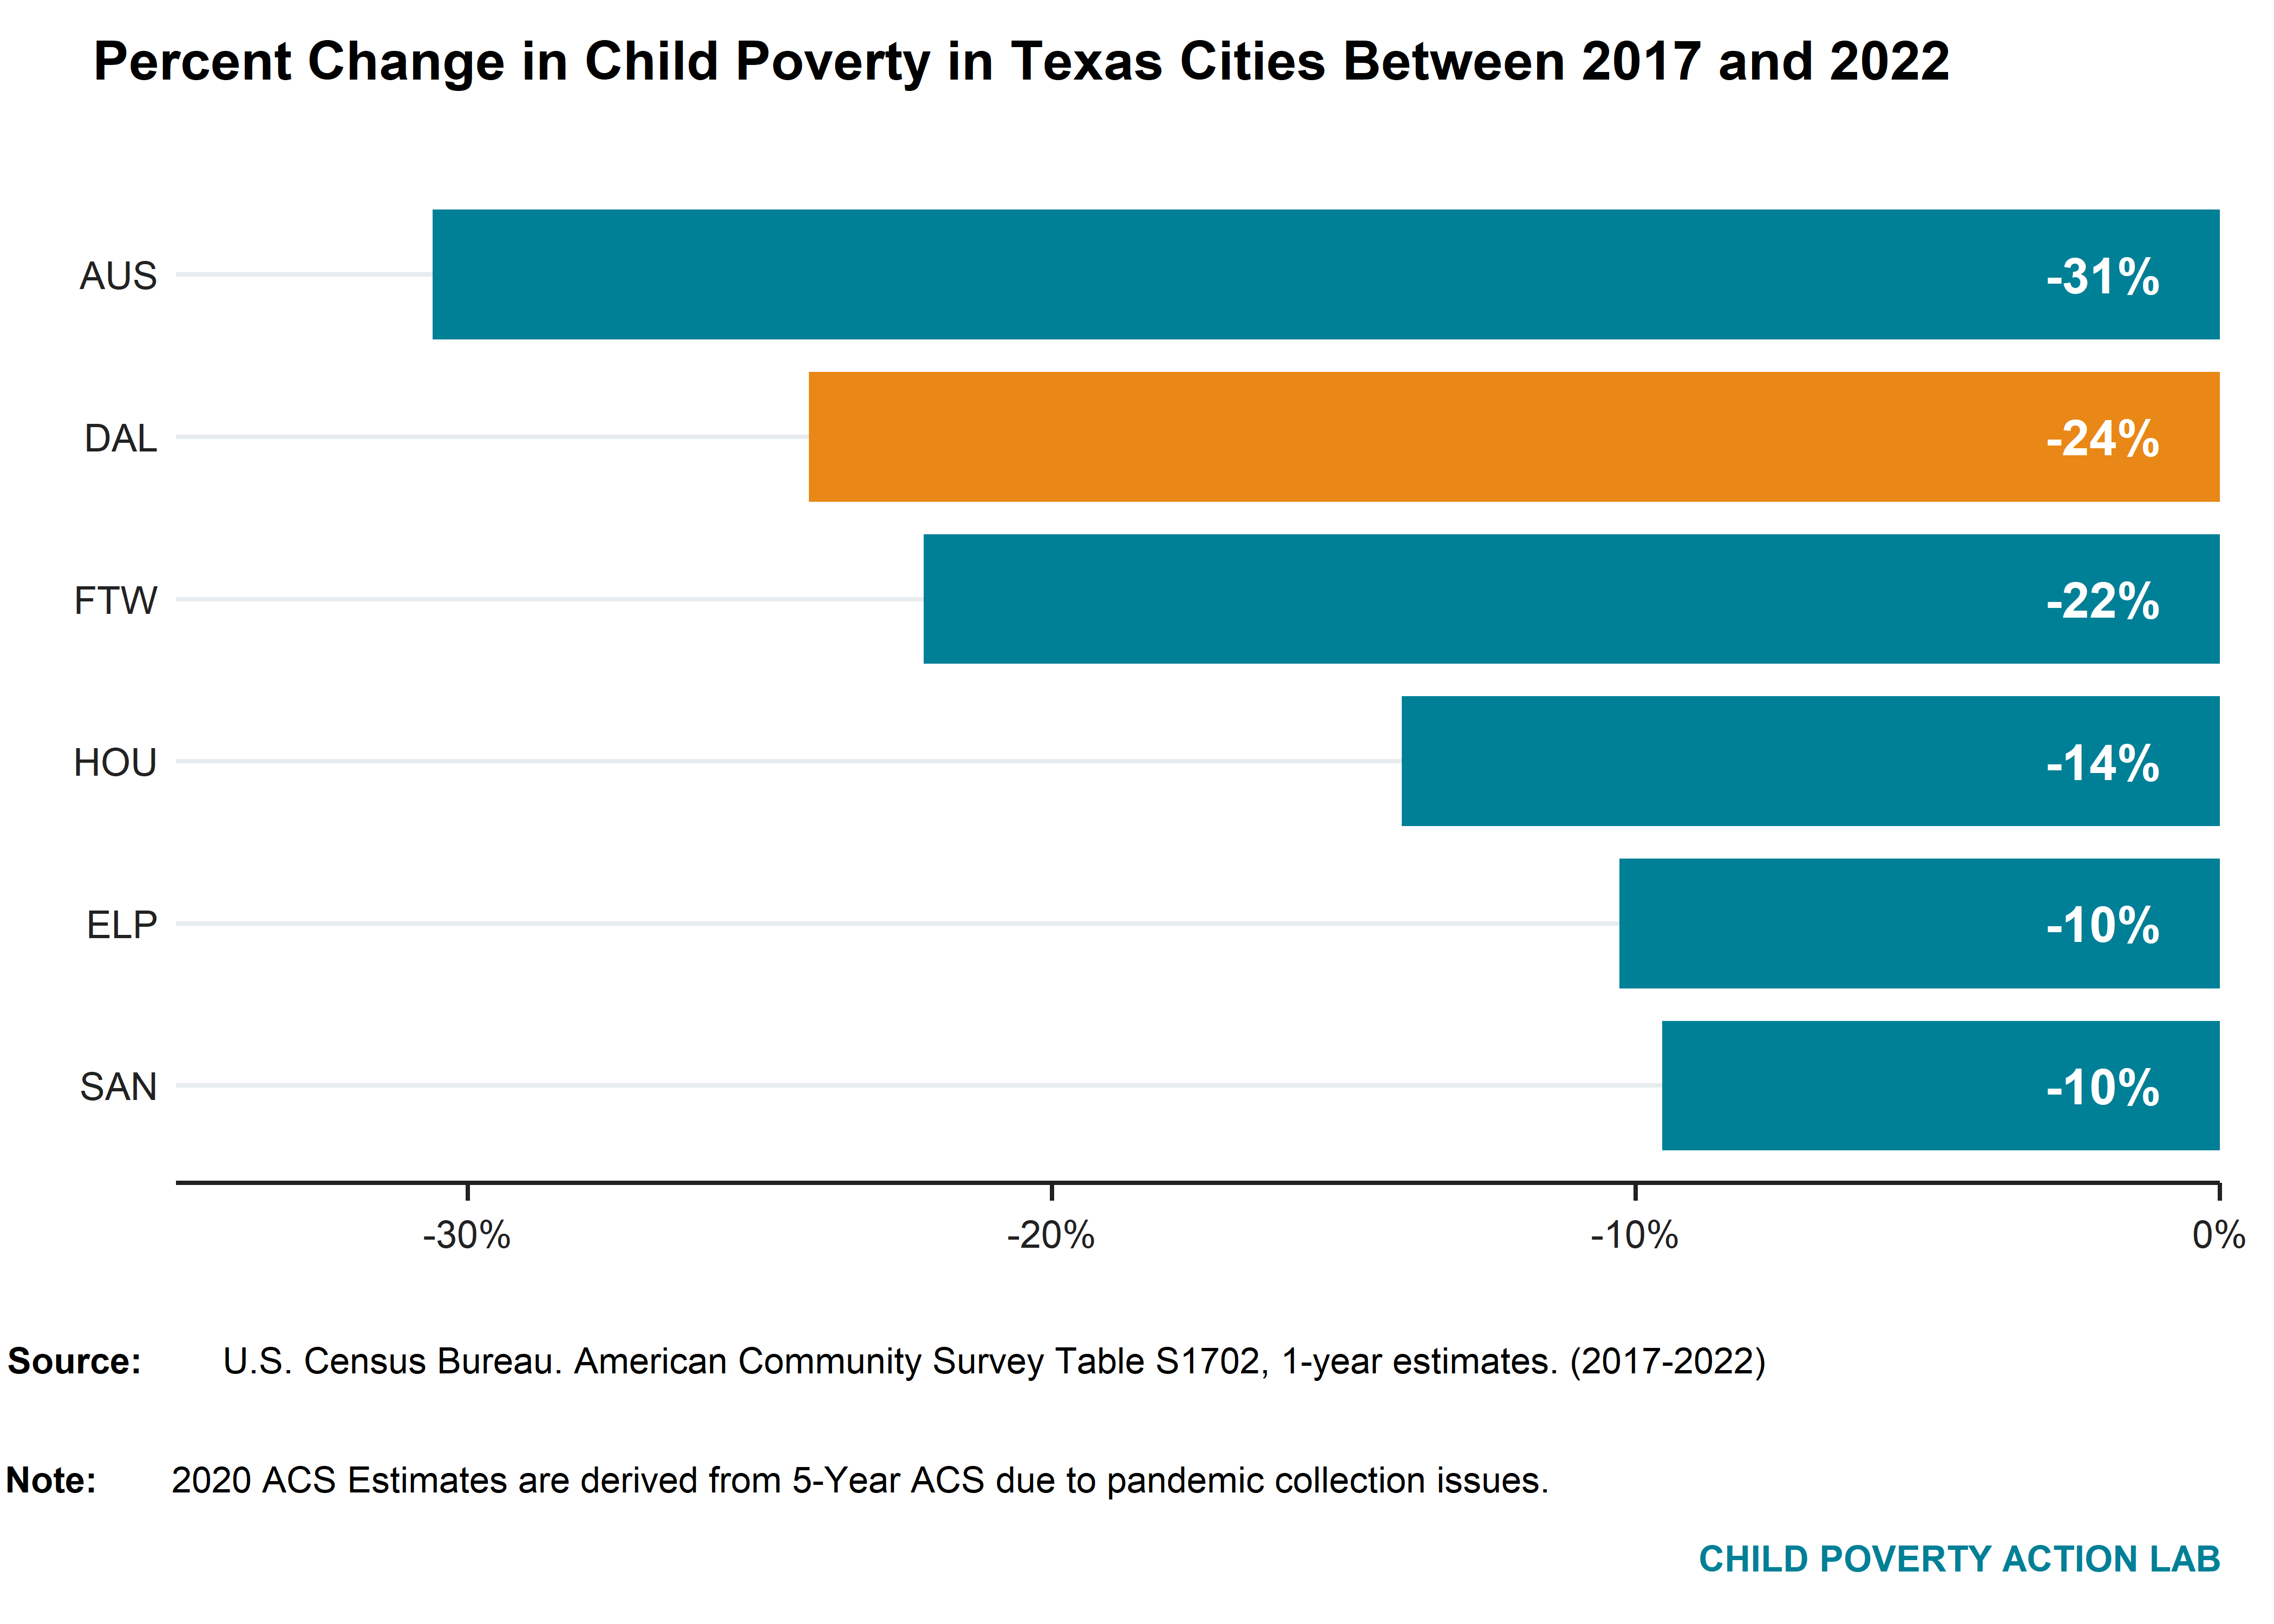 Percent Change in Child Poverty in Texas Cities Between 2017 and 2022
AUS -31%
DAL -24%
FTW -22%
HOU -14%
ELP -10%
SAN -10%
-30% -20% -10% 0%
Source: U.S. Census Bureau. American Community Survey Table S1702, 1-year estimates. (2017-2022)
Note: 2020 ACS Estimates are derived from 5-Year ACS due to pandemic collection issues.
CHILD POVERTY ACTION LAB